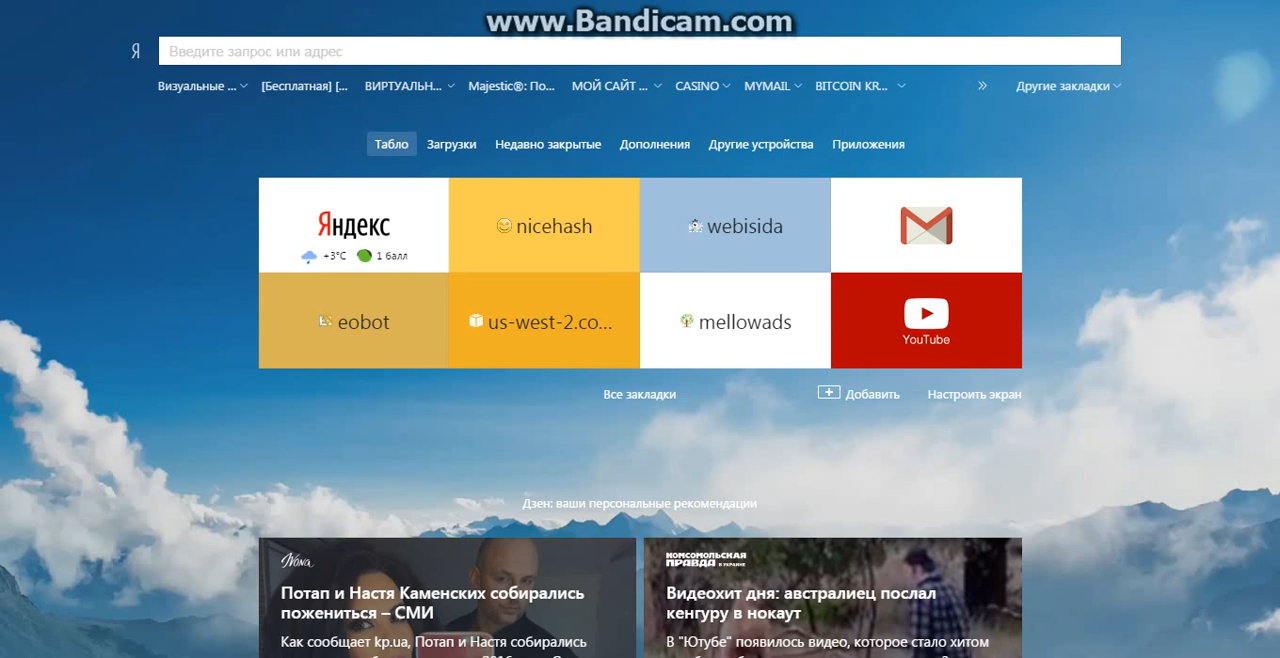 www.Bandicam.com
Я
Введите запрос или адрес
Визуальные ...
[Бесплатная] [...
ВИРТУАЛЬН...
Majestic®: По...
МОЙ САЙТ ...
CASINO
MYMAIL
BITCOIN KR...
»
Другие закладки
Табло
Загрузки
Недавно закрытые
Дополнения
Другие устройства
Приложения
Яндекс
+3°C 1 балл
nicehash
webisida
eobot
us-west-2.co...
mellowads
YouTube
Все закладки
Добавить
Настроить экран
Дзен: ваши персональные рекомендации
Nona
Потап и Настя Каменских собирались
пожениться – СМИ
Как сообщает kp.ua, Потап и Настя собирались
КОМСОМОЛЬСКАЯ
ПРАВДА В УКРАИНЕ
Видеохит дня: австралиец послал
кенгуру в нокаут
В "Ютубе" появилось видео, которое стало хитом